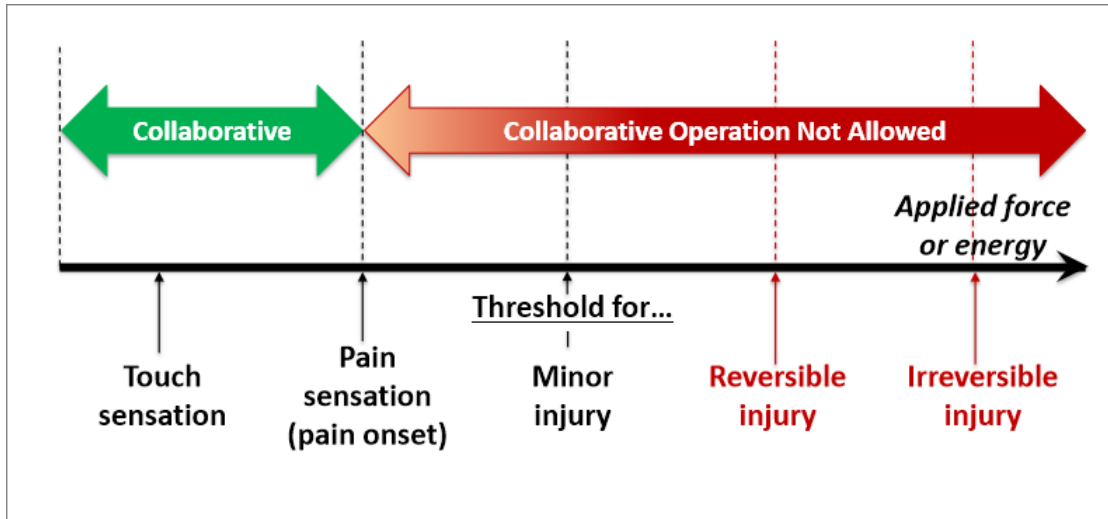 Collaborative
Collaborative Operation Not Allowed
Applied force
or energy
Threshold for...
Touch
sensation
Pain
sensation
(pain onset)
Minor
injury
Reversible
injury
Irreversible
injury